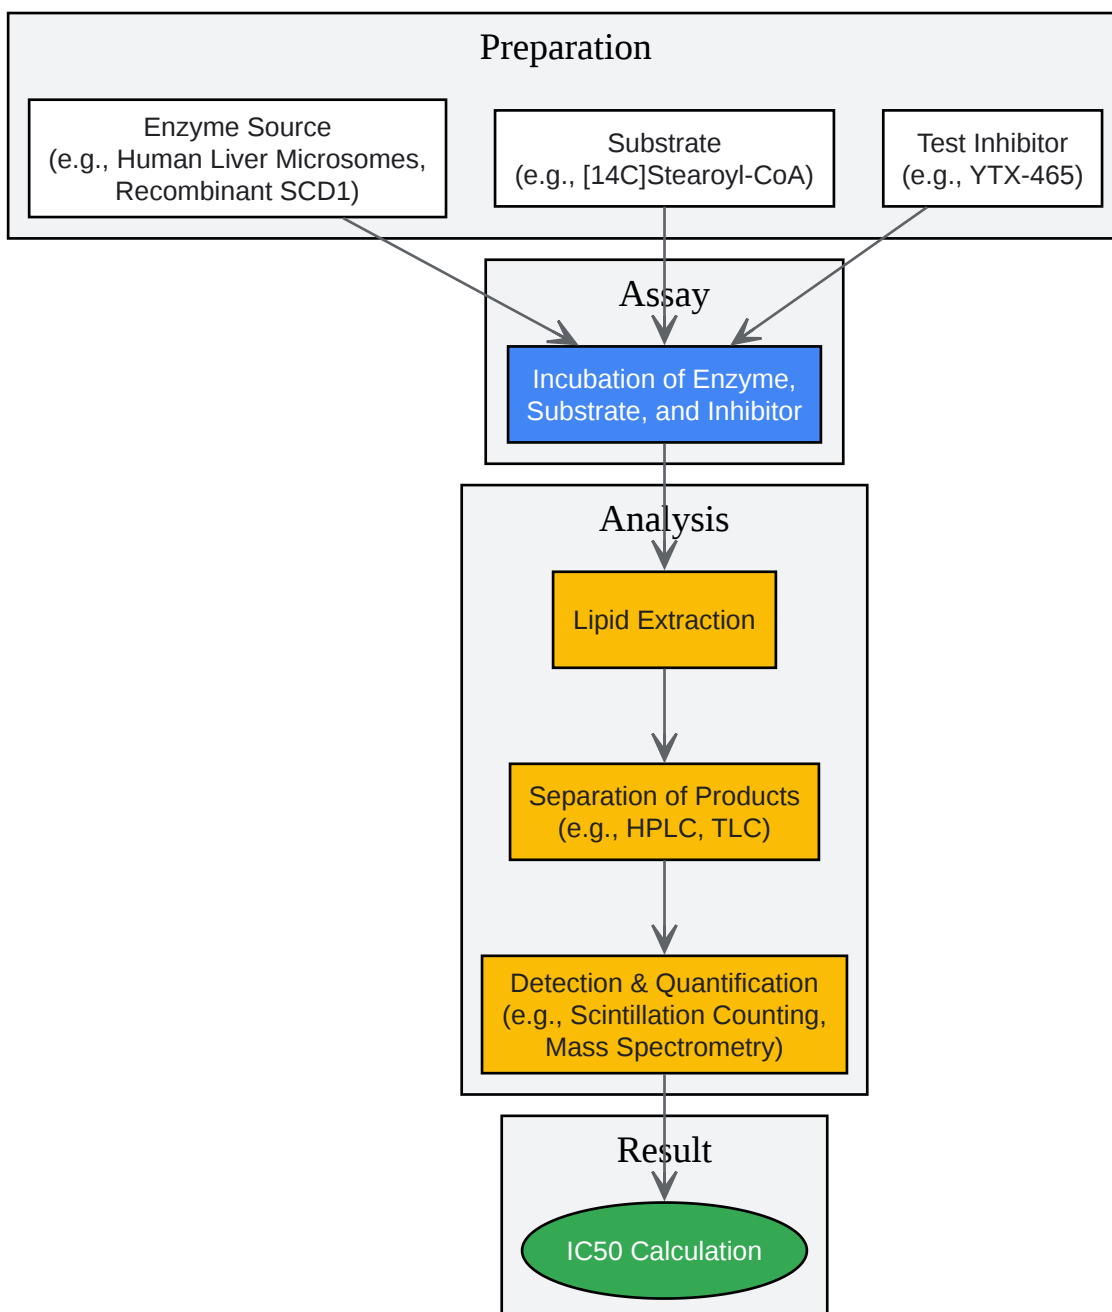 Preparation
Enzyme Source
(e.g., Human Liver Microsomes,
Recombinant SCD1)
Substrate
(e.g., [14C]Stearoyl-CoA)
Test Inhibitor
(e.g., YTX-465)
Assay
Incubation of Enzyme,
Substrate, and Inhibitor
Analysis
Lipid Extraction
Separation of Products
(e.g., HPLC, TLC)
Detection & Quantification
(e.g., Scintillation Counting,
Mass Spectrometry)
Result
IC50 Calculation